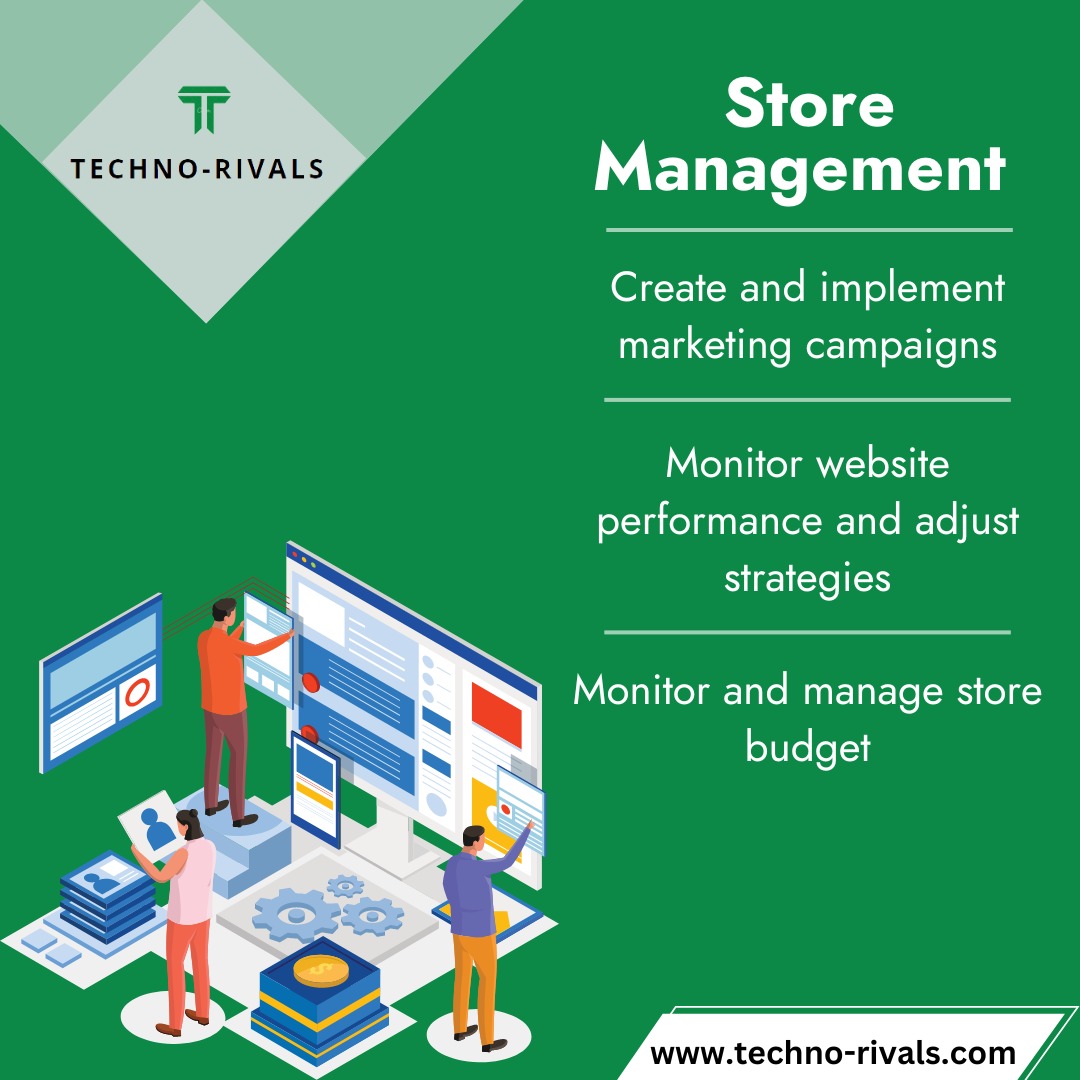 TECHNO-RIVALS
Store
Management
Create and implement
marketing campaigns
Monitor website
performance and adjust
strategies
Monitor and manage store
budget
www.techno-rivals.com